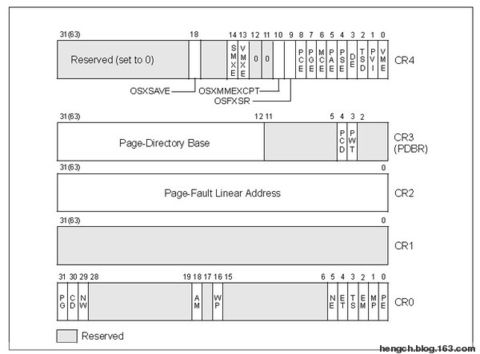 31(63) 18 14 13 12 11 10 9 8 7 6 5 4 3 2 1 0
Reserved (set to 0) SMXE VMXE 0 0 PCE PGE MCE PAE PSE DE TSD PVI VME CR4
OSXSAVE OSXMMEXCPT
OSFXSR
31(63) 12 11 5 4 3 2
Page-Directory Base PCD PWT CR3
(PDBR)
31(63) 0
Page-Fault Linear Address CR2
31(63) 0
CR1
31 30 29 28 19 18 17 16 15 6 5 4 3 2 1 0
PG CD NW AM WP NE ET TS EM MP PE CR0
Reserved
hengch.blog.163.com